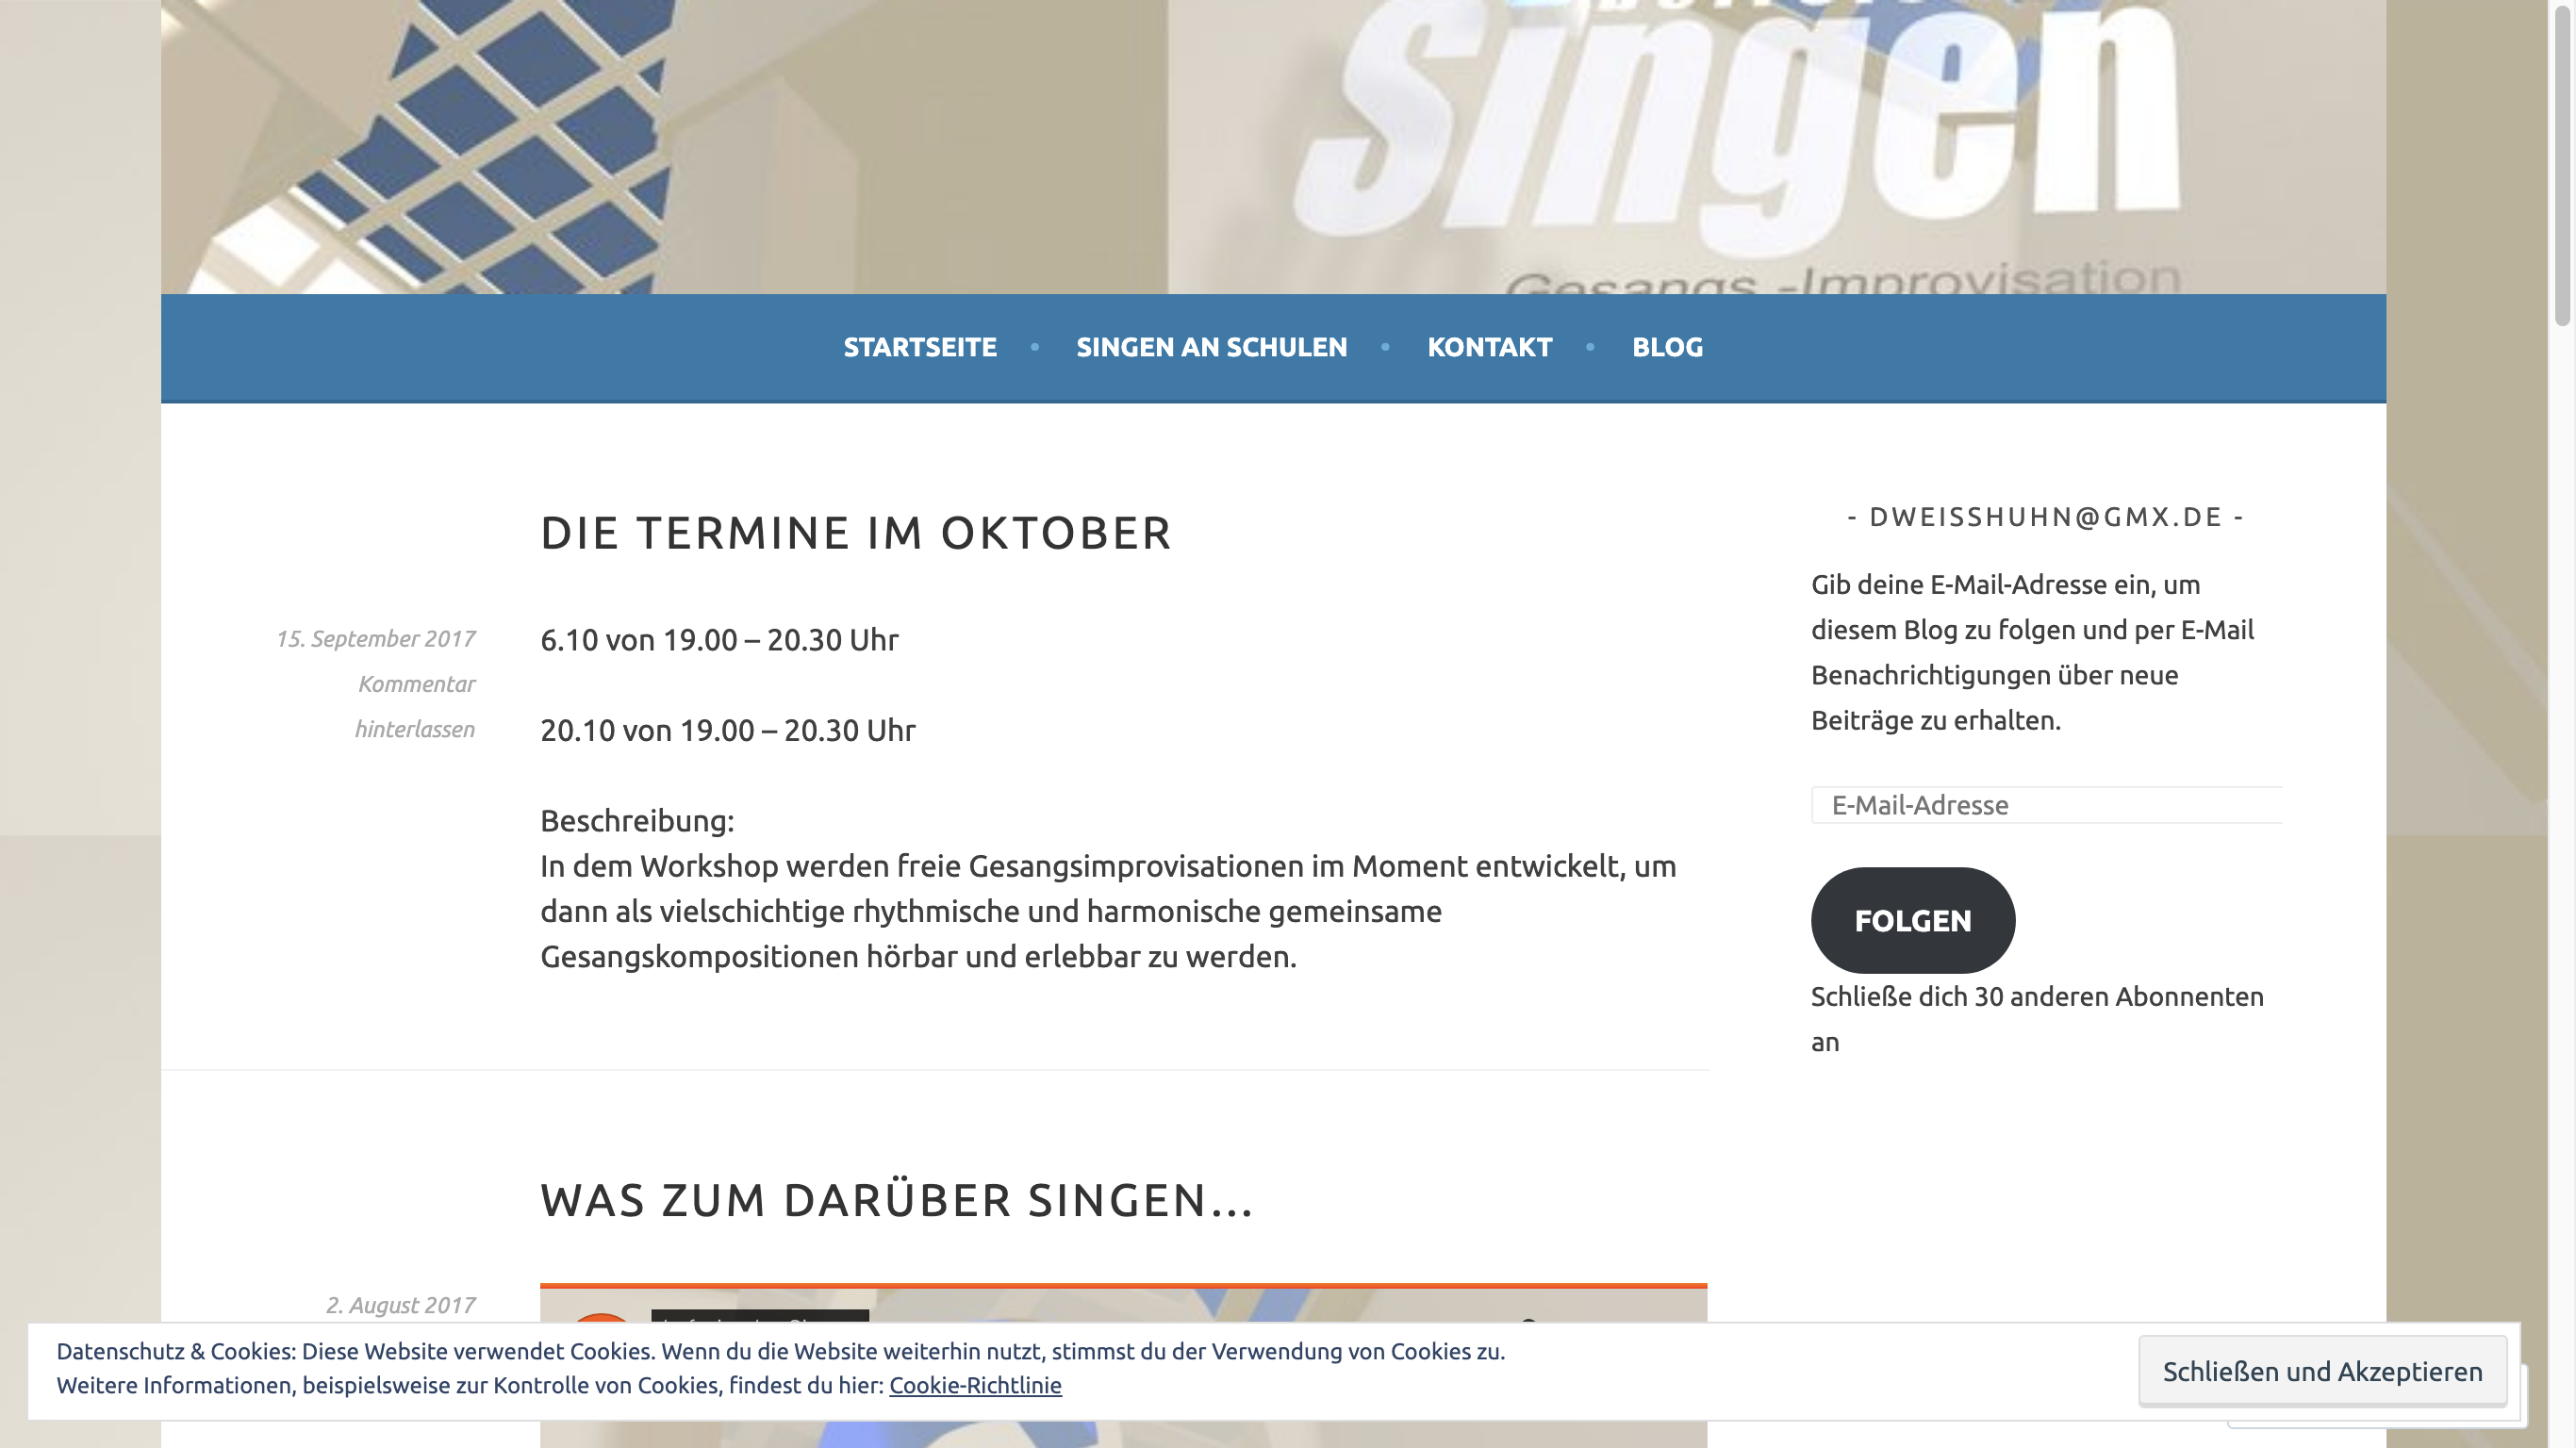 Singen
Gesangs -Improvisation
STARTSEITE
SINGEN AN SCHULEN
KONTAKT
BLOG
DIE TERMINE IM OKTOBER
15. September 2017
Kommentar
hinterlassen
6.10 von 19.00 – 20.30 Uhr
20.10 von 19.00 – 20.30 Uhr
Beschreibung:
In dem Workshop werden freie Gesangsimprovisationen im Moment entwickelt, um
dann als vielschichtige rhythmische und harmonische gemeinsame
Gesangskompositionen hörbar und erlebbar zu werden.
- DWEISSHUHN@GMX.DE -
Gib deine E-Mail-Adresse ein, um
diesem Blog zu folgen und per E-Mail
Benachrichtigungen über neue
Beiträge zu erhalten.
E-Mail-Adresse
FOLGEN
Schließe dich 30 anderen Abonnenten
an
WAS ZUM DARÜBER SINGEN…
2. August 2017
Datenschutz & Cookies: Diese Website verwendet Cookies. Wenn du die Website weiterhin nutzt, stimmst du der Verwendung von Cookies zu.
Weitere Informationen, beispielsweise zur Kontrolle von Cookies, findest du hier: Cookie-Richtlinie
Schließen und Akzeptieren